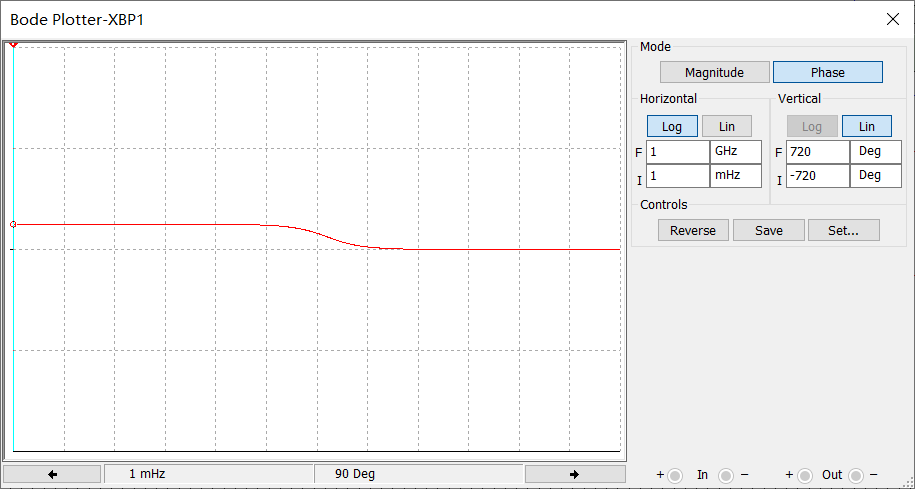 Bode Plotter-XBP1
Mode
Magnitude Phase
Horizontal Vertical
Log Lin Log Lin
F 1 GHz F 720 Deg
I 1 mHz I -720 Deg
Controls
Reverse Save Set...
1 mHz 90 Deg
+ In − + Out −